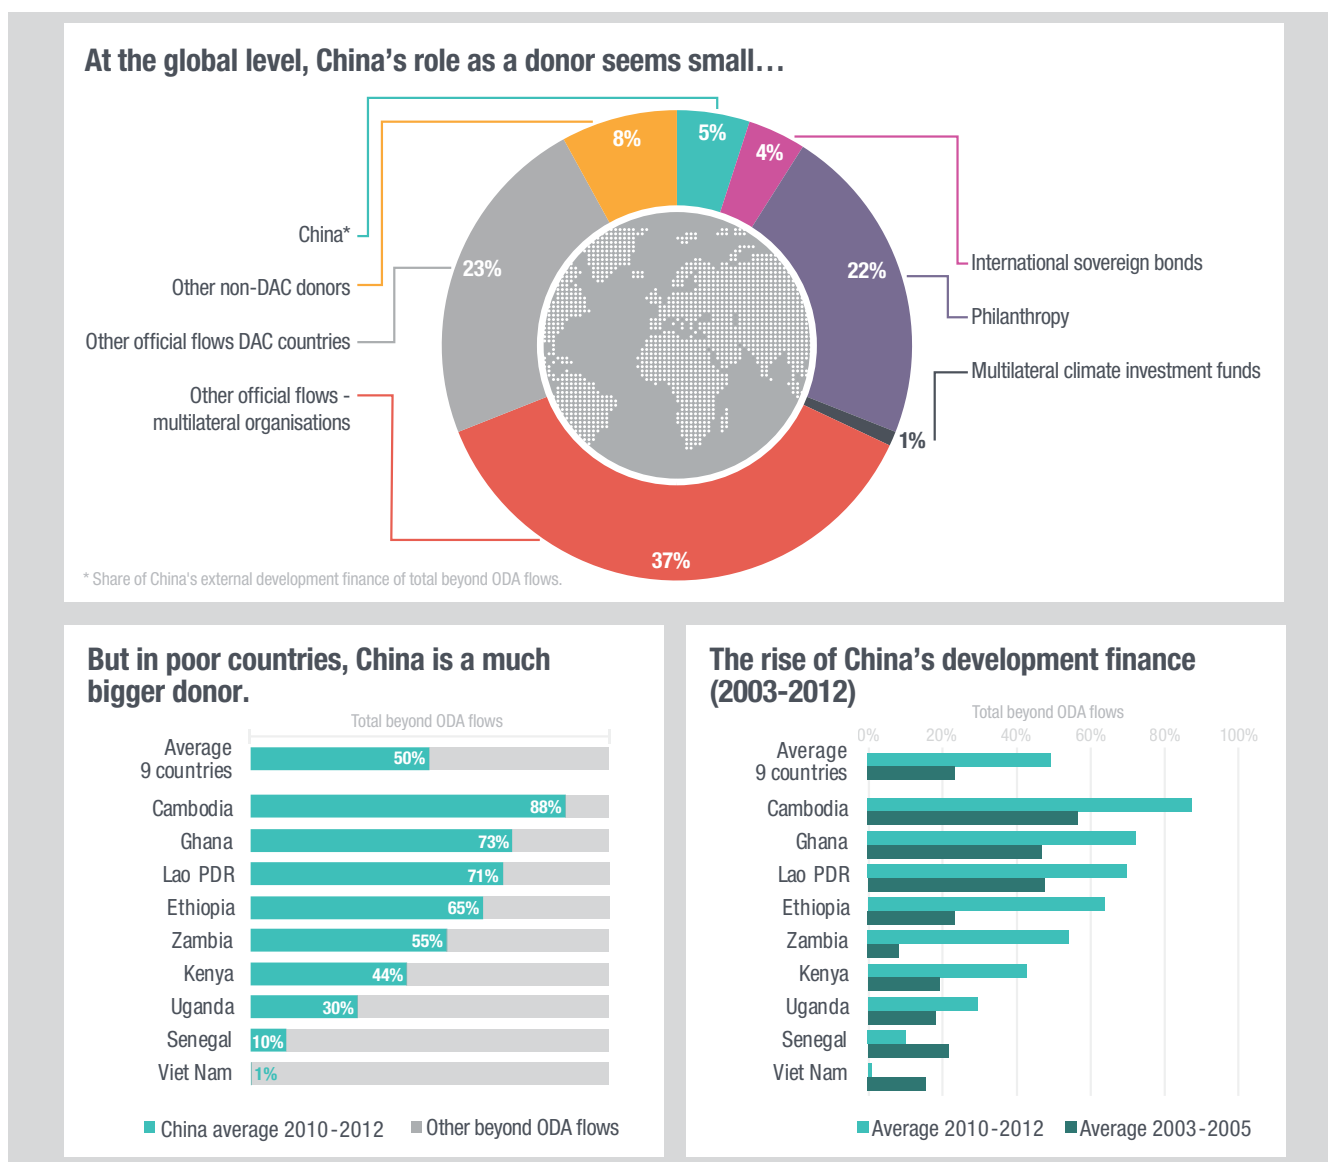 At the global level, China's role as a donor seems small...
8%
5%
4%
China*
23%
22%
International sovereign bonds
Other non-DAC donors
Philanthropy
Other official flows DAC countries
Multilateral climate investment funds
Other official flows -
multilateral organisations
1%
37%
* Share of China's external development finance of total beyond ODA flows.
But in poor countries, China is a much
bigger donor.
Total beyond ODA flows
Average
9 countries
50%
Cambodia
88%
Ghana
73%
Lao PDR
71%
Ethiopia
65%
Zambia
55%
Kenya
44%
Uganda
30%
Senegal
10%
Viet Nam
1%
China average 2010-2012
Other beyond ODA flows
The rise of China's development finance
(2003-2012)
Total beyond ODA flows
0% 20% 40% 60% 80% 100%
Average
9 countries
Cambodia
Ghana
Lao PDR
Ethiopia
Zambia
Kenya
Uganda
Senegal
Viet Nam
Average 2010-2012
Average 2003-2005